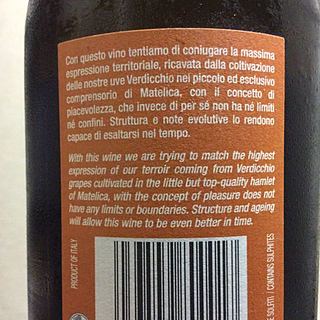 Con questo vino tentiamo di coniugare la massima
espressione territoriale, ricavata dalla coltivazione
delle nostre uve Verdicchio nel piccolo ed esclusivo
comprensorio di Matelica, con il concetto di
piacevolezza, che invece di per sé non ha né limiti
né confini. Struttura e note evolutive lo rendono
capace di esaltarsi nel tempo.
With this wine we are trying to match the highest
expression of our terroir coming from Verdicchio
grapes cultivated in the little but top-quality hamlet
of Matelica, with the concept of pleasure does not
have any limits or boundaries. Structure and ageing
will allow this wine to be even better in time.
PRODUCT OF ITALY
SOLFITI | CONTAINS SULPHITES